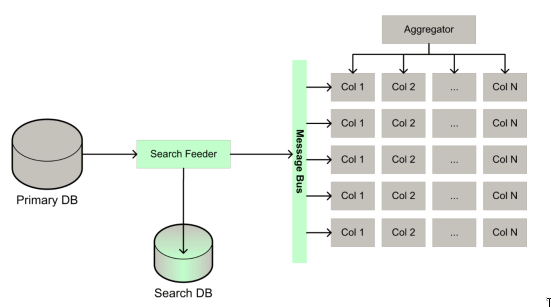 Aggregator
Col 1 Col 2 ... Col N
Col 1 Col 2 ... Col N
Search Feeder
Message Bus
Col 1 Col 2 ... Col N
Primary DB
Col 1 Col 2 ... Col N
Col 1 Col 2 ... Col N
Search DB
T